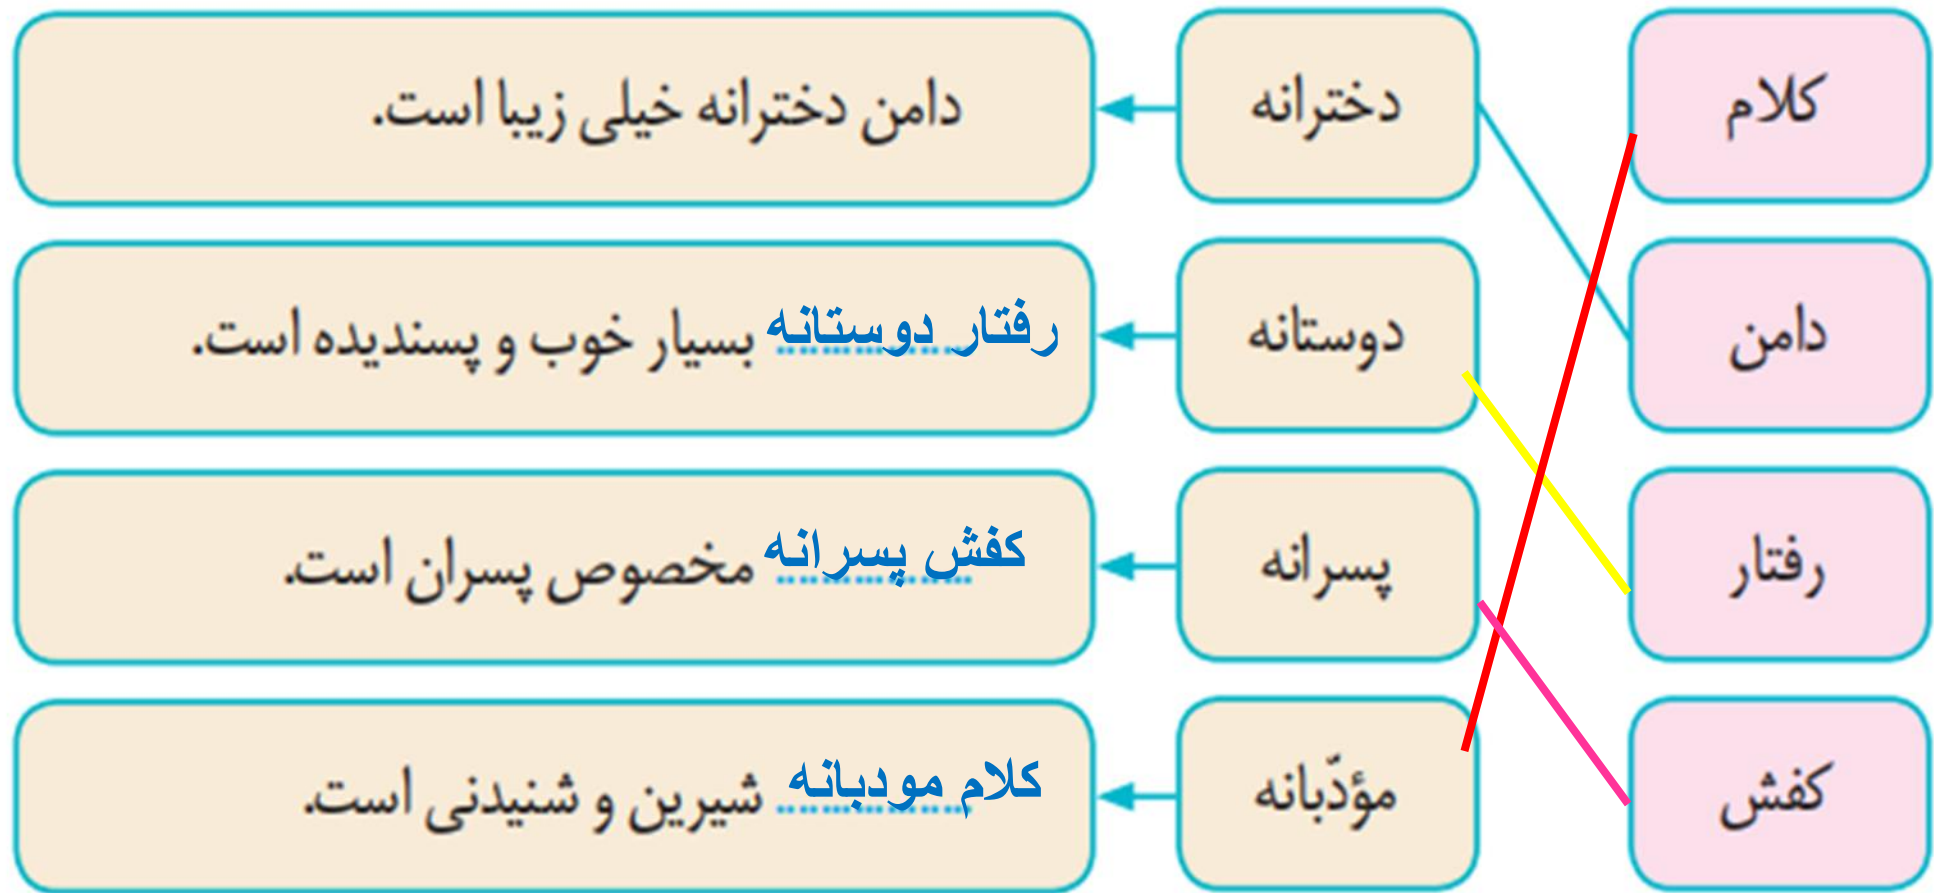 کلام دخترانه دامن دخترانه خیلی زیبا است.
دامن دوستانه رفتار دوستانه بسیار خوب و پسندیده است.
رفتار پسرانه کفش پسرانه مخصوص پسران است.
کفش مؤدّبانه کلام مودبانه شیرین و شنیدنی است.